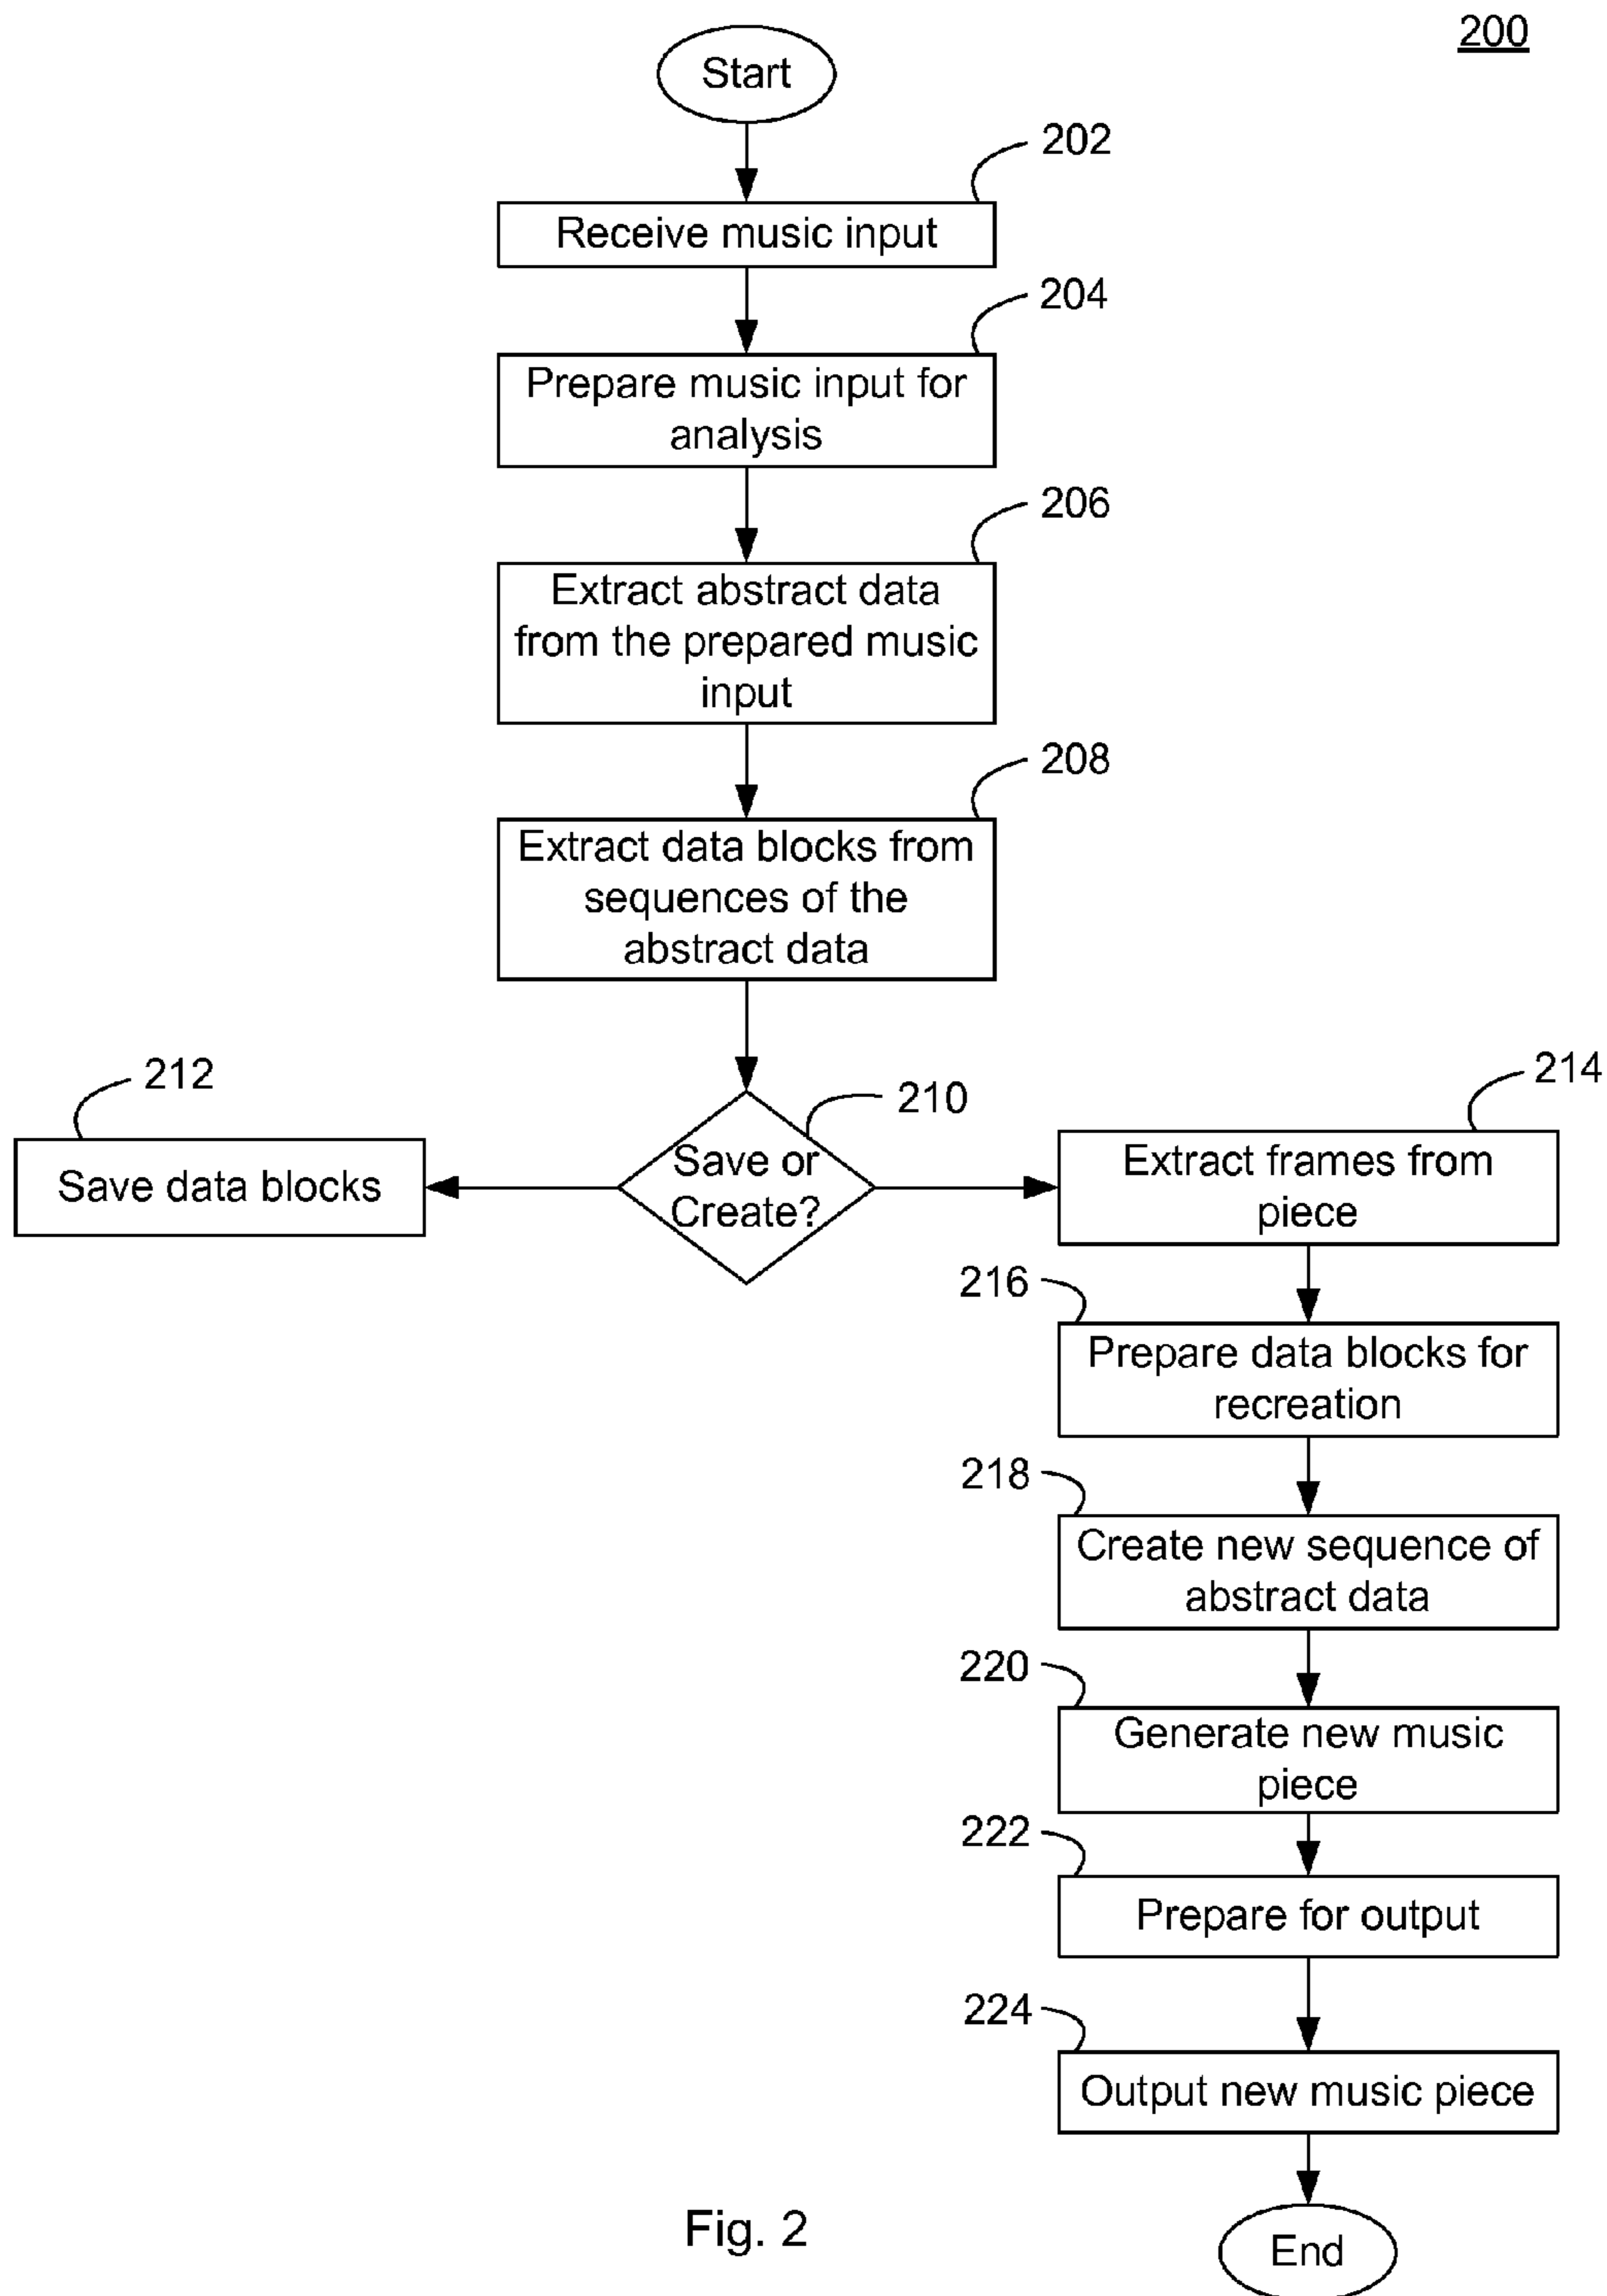 200
Start
202
Receive music input
204
Prepare music input for
analysis
206
Extract abstract data
from the prepared music
input
208
Extract data blocks from
sequences of the
abstract data
210
Save or
Create?
212
Save data blocks
214
Extract frames from
piece
216
Prepare data blocks for
recreation
218
Create new sequence of
abstract data
220
Generate new music
piece
222
Prepare for output
224
Output new music piece
End
Fig. 2